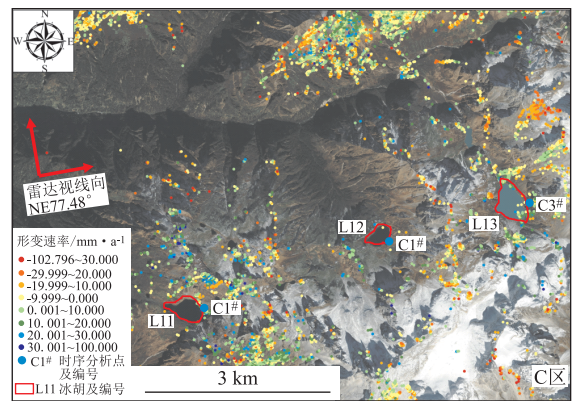 N
W E
S
雷达视线向
NE77.48°
形变速率/mm·a-1
-102.796~30.000
-29.999~20.000
-19.999~10.000
-9.999~0.000
0.001~10.000
10.001~20.000
20.001~30.000
30.001~100.000
C1# 时序分析点
及编号
L11 冰胡及编号
L12
C1#
L13
C3#
L11
C1#
3 km
C区